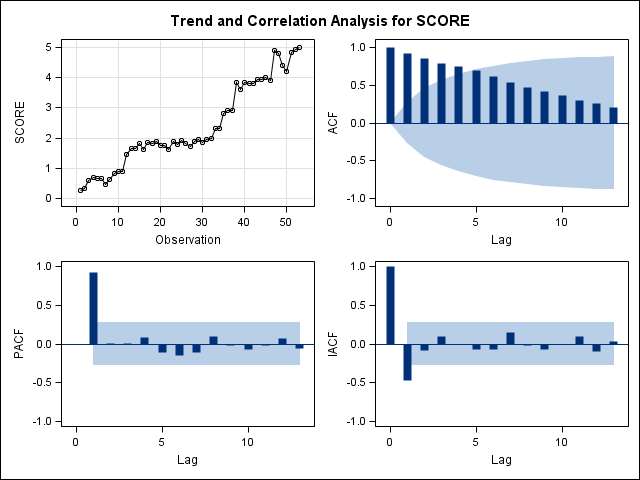 Trend and Correlation Analysis for SCORE
5
4
3
2
1
0
SCORE
0 10 20 30 40 50
Observation
1.0
0.5
0.0
-0.5
-1.0
ACF
0 5 10
Lag
1.0
0.5
0.0
-0.5
-1.0
PACF
0 5 10
Lag
1.0
0.5
0.0
-0.5
-1.0
IACF
0 5 10
Lag